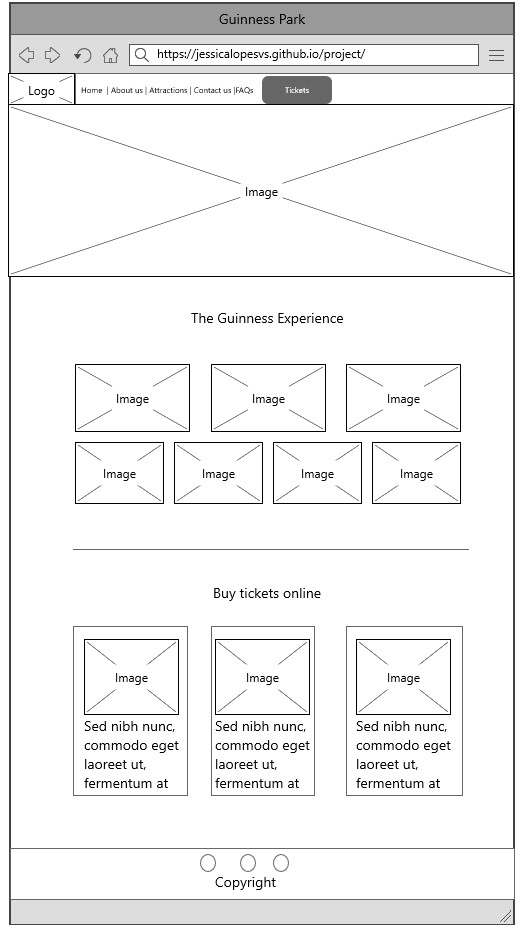 Guinness Park
https://jessicalopesvs.github.io/project/
Logo
Home | About us | Attractions | Contact us |FAQs
Tickets
Image
The Guinness Experience
Image
Image
Image
Image
Image
Image
Image
Buy tickets online
Image
Sed nibh nunc,
commodo eget
laoreet ut,
fermentum at
Image
Sed nibh nunc,
commodo eget
laoreet ut,
fermentum at
Image
Sed nibh nunc,
commodo eget
laoreet ut,
fermentum at
Copyright